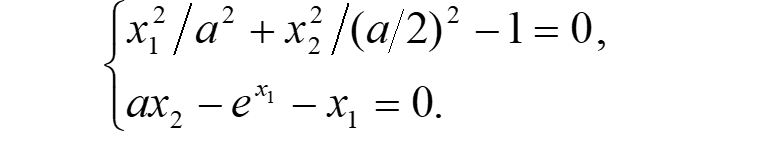 x₁²/a² + x₂²/(a/2)² − 1 = 0,
ax₂ − e^{x₁} − x₁ = 0.